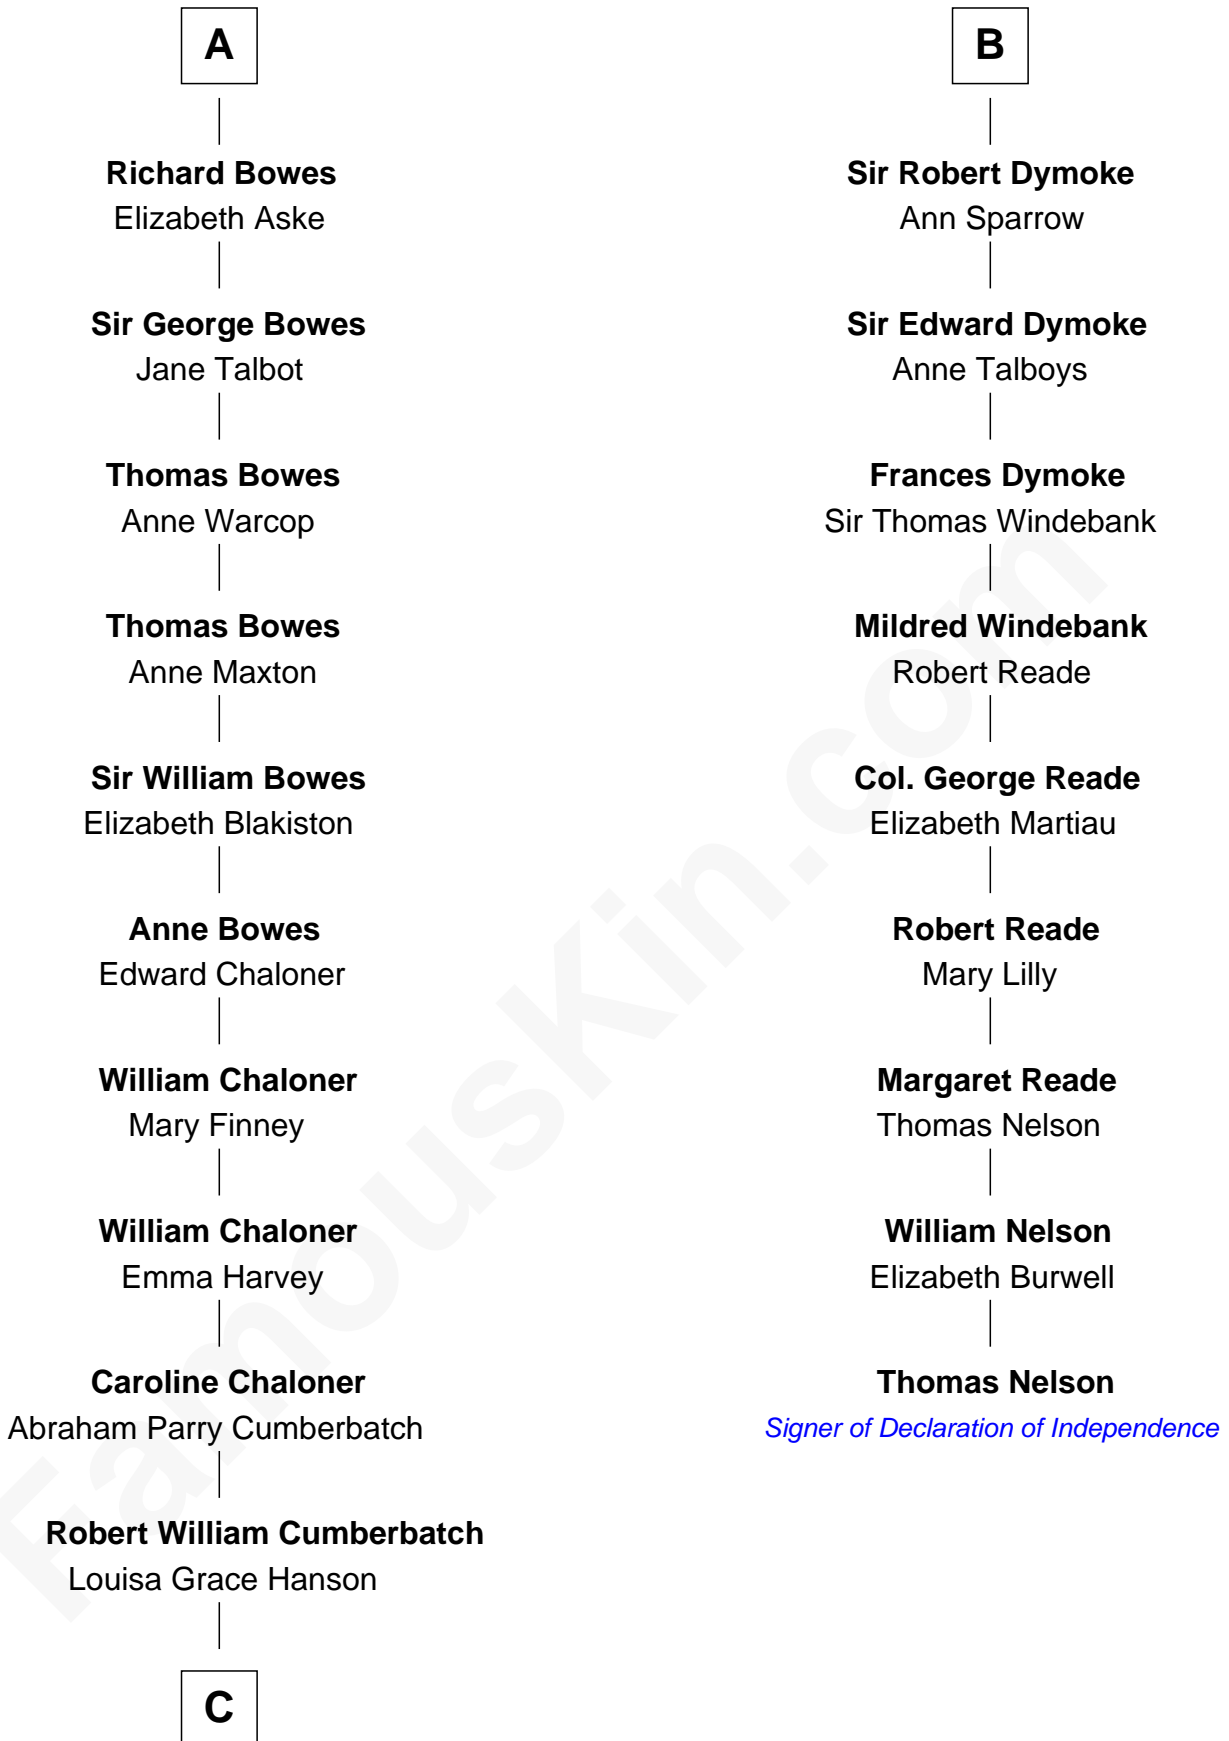 A
Richard Bowes
Elizabeth Aske
Sir George Bowes
Jane Talbot
Thomas Bowes
Anne Warcop
Thomas Bowes
Anne Maxton
Sir William Bowes
Elizabeth Blakiston
Anne Bowes
Edward Chaloner
William Chaloner
Mary Finney
William Chaloner
Emma Harvey
Caroline Chaloner
Abraham Parry Cumberbatch
Robert William Cumberbatch
Louisa Grace Hanson
C
B
Sir Robert Dymoke
Ann Sparrow
Sir Edward Dymoke
Anne Talboys
Frances Dymoke
Sir Thomas Windebank
Mildred Windebank
Robert Reade
Col. George Reade
Elizabeth Martiau
Robert Reade
Mary Lilly
Margaret Reade
Thomas Nelson
William Nelson
Elizabeth Burwell
Thomas Nelson
Signer of Declaration of Independence
FamousKin.com